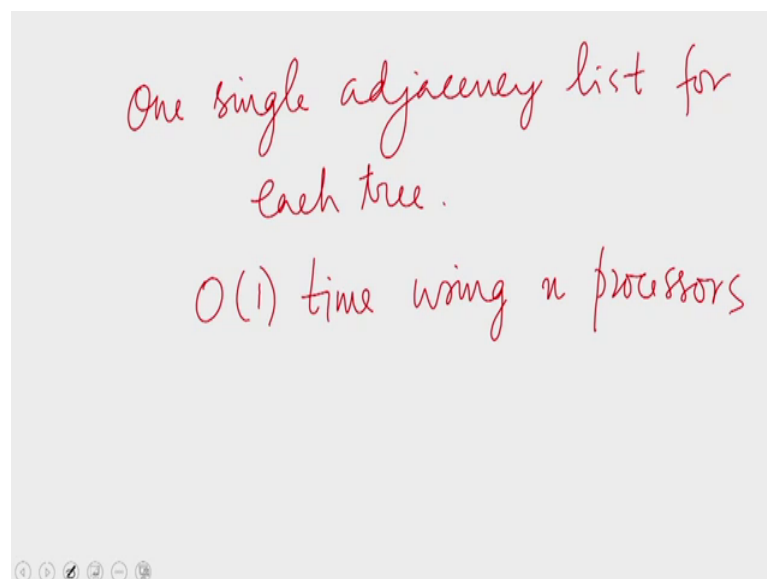 One single adjacency list for
each tree.
O(1) time using n processors